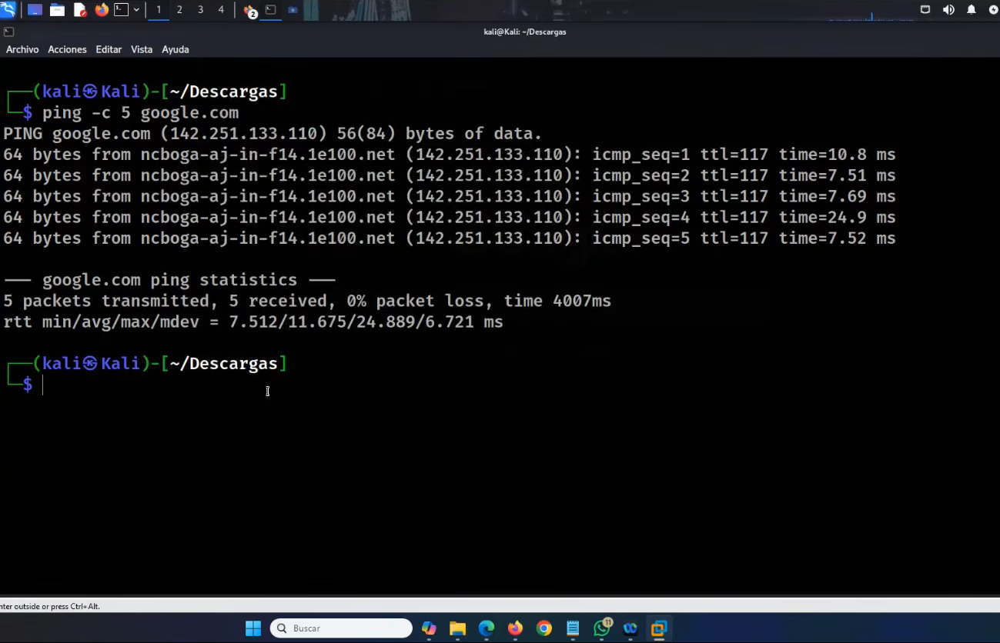 1 2 3 4
2
kali@Kali: ~/Descargas
Archivo Acciones Editar Vista Ayuda
┌──(kali㉿Kali)-[~/Descargas]
└─$ ping -c 5 google.com
PING google.com (142.251.133.110) 56(84) bytes of data.
64 bytes from ncboga-aj-in-f14.1e100.net (142.251.133.110): icmp_seq=1 ttl=117 time=10.8 ms
64 bytes from ncboga-aj-in-f14.1e100.net (142.251.133.110): icmp_seq=2 ttl=117 time=7.51 ms
64 bytes from ncboga-aj-in-f14.1e100.net (142.251.133.110): icmp_seq=3 ttl=117 time=7.69 ms
64 bytes from ncboga-aj-in-f14.1e100.net (142.251.133.110): icmp_seq=4 ttl=117 time=24.9 ms
64 bytes from ncboga-aj-in-f14.1e100.net (142.251.133.110): icmp_seq=5 ttl=117 time=7.52 ms
--- google.com ping statistics ---
5 packets transmitted, 5 received, 0% packet loss, time 4007ms
rtt min/avg/max/mdev = 7.512/11.675/24.889/6.721 ms
┌──(kali㉿Kali)-[~/Descargas]
└─$
nter outside or press Ctrl+Alt.
Buscar
11